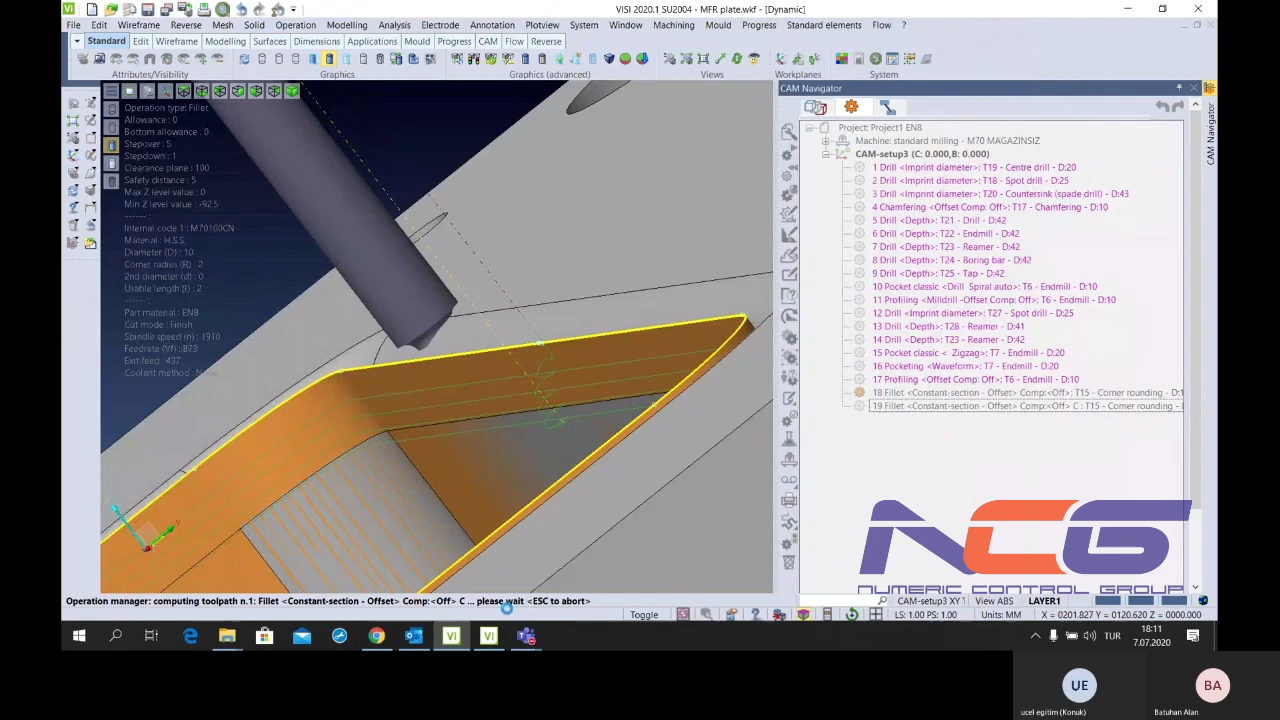 VISI 2020.1 SU2004 - MFR plate.wkf - [Dynamic]
File Edit Wireframe Mesh Solid Operation Modelling Analysis Electrode Annotation Plotview System Window Machining Mould Progress Standard elements Flow ?
Standard Edit Wireframe Modelling Surfaces Dimensions Applications Mould Progress CAM Flow Reverse
Attributes/Visibility Graphics Graphics (advanced) Views Workplanes System
Operation type: Fillet
Allowance : 0
Bottom allowance : 0
Stepover : 5
Stepdown : 1
Clearance plane : 100
Safety distance : 5
Max Z level value : 0
Min Z level value : -92,5
------
Internal code 1 : M70100CN
Material : H.S.S.
Diameter (D) : 10
Corner radius (R) : 2
2nd diameter (d) : 0
Usable length (l) : 2
------
Part material : EN8
Cut mode : Finish
Spindle speed (n) : 1910
Feedrate (Vf) : 873
Exit feed : 437
Coolant method :
CAM Navigator
Project: Project1 EN8
Machine: standard milling - M70 MAGAZINSIZ
CAM-setup3 (C: 0.000,B: 0.000)
1 Drill <Imprint diameter>: T19 - Centre drill - D:20
2 Drill <Imprint diameter>: T18 - Spot drill - D:25
3 Drill <Imprint diameter>: T20 - Countersink (spade drill) - D:43
4 Chamfering <Offset Comp: Off>: T17 - Chamfering - D:10
5 Drill <Depth>: T21 - Drill - D:42
6 Drill <Depth>: T22 - Endmill - D:42
7 Drill <Depth>: T23 - Reamer - D:42
8 Drill <Depth>: T24 - Boring bar - D:42
9 Drill <Depth>: T25 - Tap - D:42
10 Pocket classic <Drill Spiral auto>: T6 - Endmill - D:10
11 Profiling <Milldrill -Offset Comp: Off>: T6 - Endmill - D:10
12 Drill <Imprint diameter>: T27 - Spot drill - D:25
13 Drill <Depth>: T28 - Reamer - D:41
14 Drill <Depth>: T23 - Reamer - D:42
15 Pocket classic < Zigzag>: T7 - Endmill - D:20
16 Pocketing <Waveform>: T7 - Endmill - D:20
17 Profiling <Offset Comp: Off>: T6 - Endmill - D:10
18 Fillet <Constant-section - Offset> Comp:<Off>: T15 - Corner rounding - D:1
19 Fillet <Constant-section - Offset> Comp:<Off> C : T15 - Corner rounding -
CAM Navigator
NCG
NUMERIC CONTROL GROUP
Operation manager: computing toolpath n.1: Fillet <Constant-section - Offset> Comp:<Off> C ... please wait <ESC to abort>
CAM-setup3 XY View ABS LAYER1
Toggle LS: 1.00 PS: 1.00 Units: MM X = 0201.827 Y = 0120.620 Z = 0000.000
TUR
18:11
7.07.2020
UE
BA
ucel egitim (Konuk)
Batuhan Alan